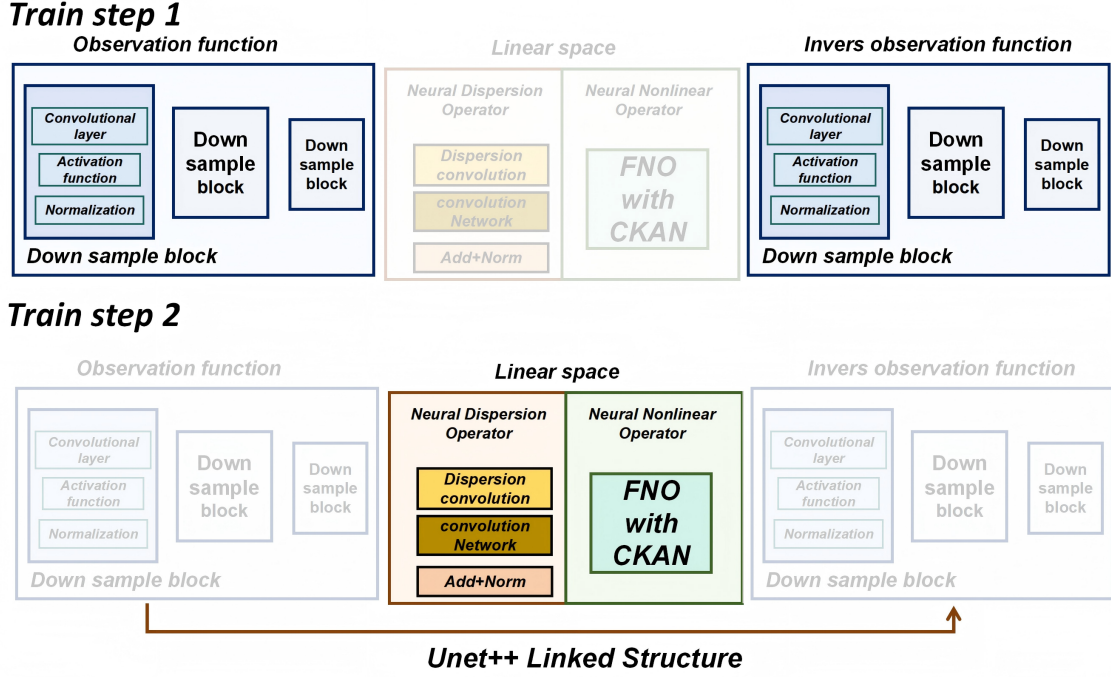 Train step 1
Observation function
Linear space
Invers observation function
Convolutional
layer
Activation
function
Normalization
Down sample block
Down
sample
block
Down
sample
block
Neural Dispersion
Operator
Dispersion
convolution
convolution
Network
Add+Norm
Neural Nonlinear
Operator
FNO
with
CKAN
Convolutional
layer
Activation
function
Normalization
Down sample block
Down
sample
block
Down
sample
block
Train step 2
Observation function
Linear space
Invers observation function
Convolutional
layer
Activation
function
Normalization
Down sample block
Down
sample
block
Down
sample
block
Neural Dispersion
Operator
Dispersion
convolution
convolution
Network
Add+Norm
Neural Nonlinear
Operator
FNO
with
CKAN
Convolutional
layer
Activation
function
Normalization
Down sample block
Down
sample
block
Down
sample
block
Unet++ Linked Structure